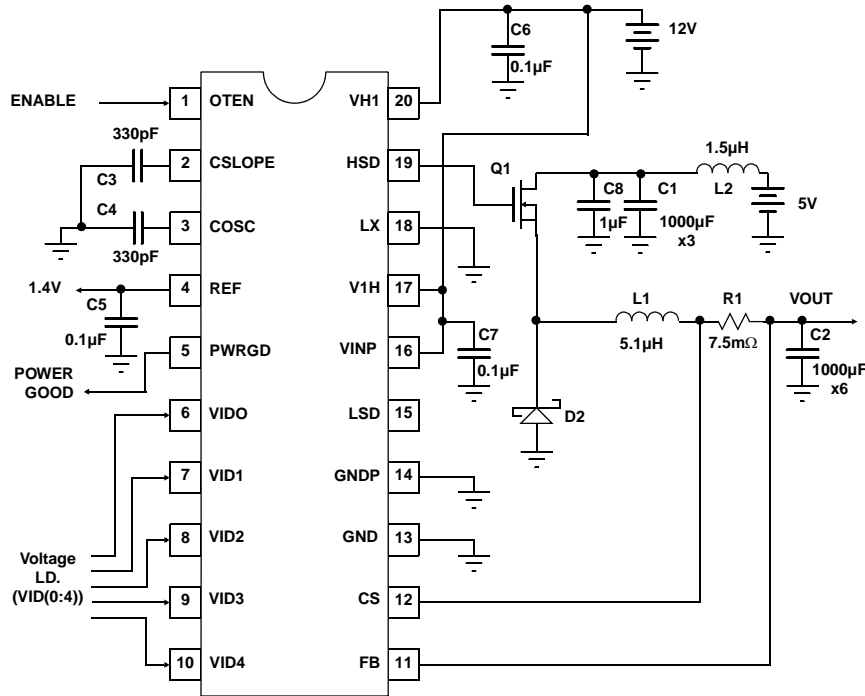 C6
0.1µF
12V
ENABLE
1 OTEN
VH1 20
330pF
C3
2 CSLOPE
HSD 19
Q1
1.5µH
L2
C8
1µF
C1
1000µF
x3
5V
C4
330pF
3 COSC
LX 18
1.4V
C5
0.1µF
4 REF
V1H 17
L1
5.1µH
R1
7.5mΩ
VOUT
C2
1000µF
x6
POWER
GOOD
5 PWRGD
VINP 16
C7
0.1µF
6 VIDO
LSD 15
D2
7 VID1
GNDP 14
Voltage
I.D.
(VID(0:4))
8 VID2
GND 13
9 VID3
CS 12
10 VID4
FB 11